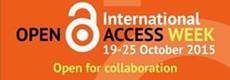 International
OPEN ACCESS WEEK
19-25 October 2015
Open for collaboration